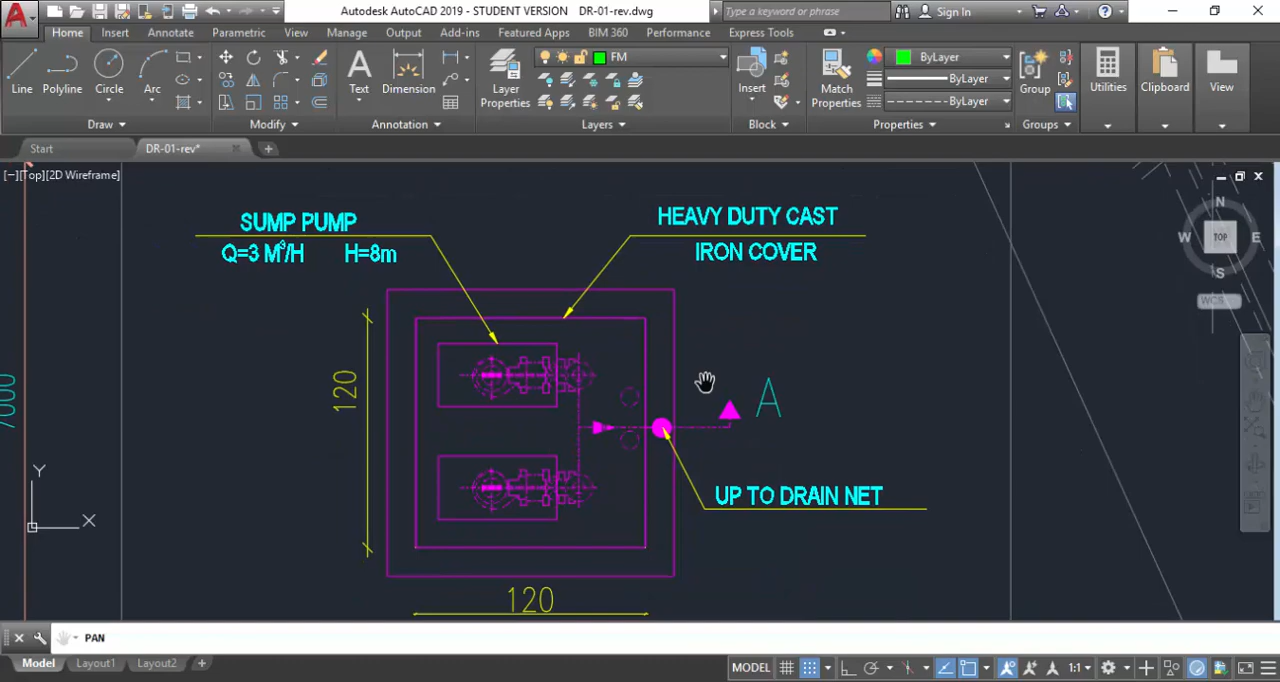 Autodesk AutoCAD 2019 - STUDENT VERSION DR-01-rev.dwg
Type a keyword or phrase
Sign In
Home Insert Annotate Parametric View Manage Output Add-ins Featured Apps BIM 360 Performance Express Tools
FM
ByLayer
ByLayer
ByLayer
Line Polyline Circle Arc Text Dimension Layer Properties Insert Match Properties Group Utilities Clipboard View
Draw Modify Annotation Layers Block Properties Groups
Start DR-01-rev*
[−][Top][2D Wireframe]
SUMP PUMP
Q=3 M³/H H=8m
HEAVY DUTY CAST
IRON COVER
N
W TOP E
S
WCS
7000
120
A
UP TO DRAIN NET
120
Y
X
PAN
Model Layout1 Layout2 +
MODEL 1:1